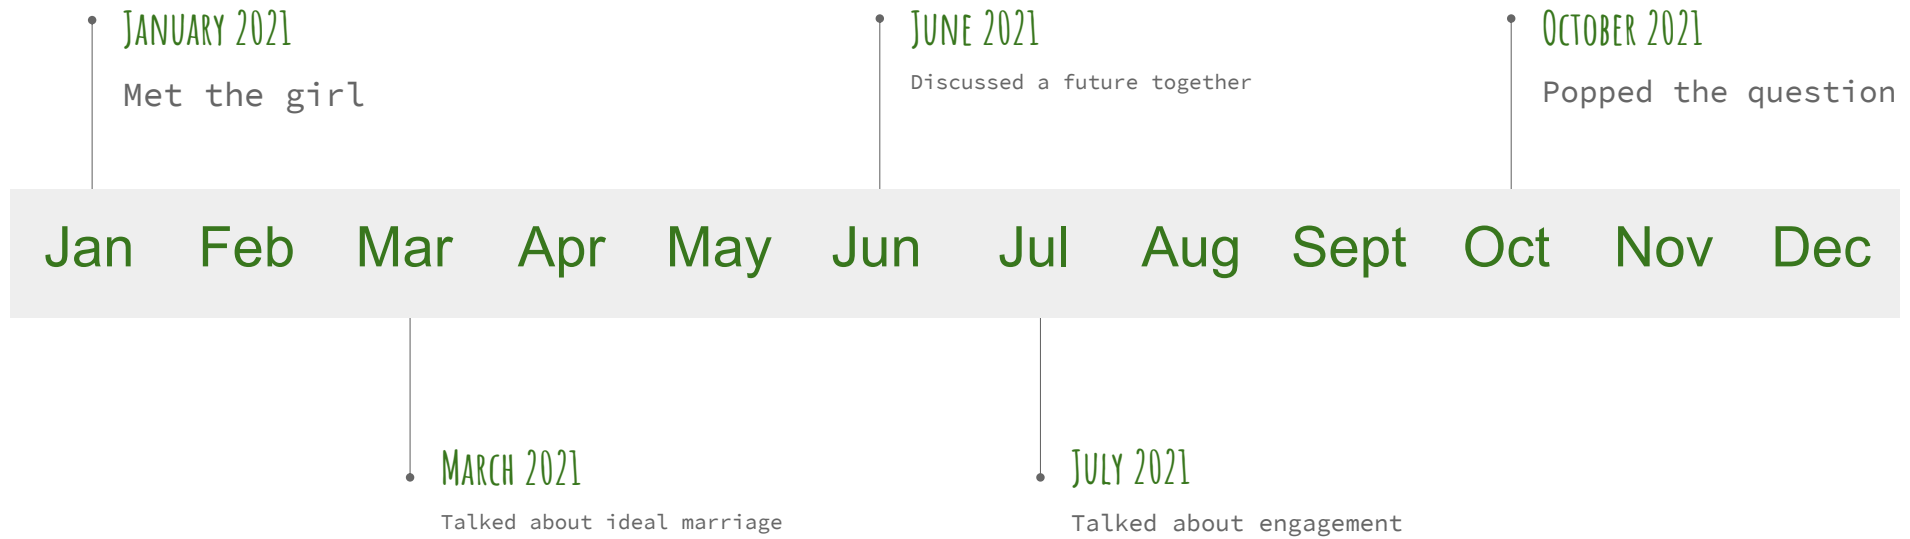 January 2021
Met the girl
June 2021
Discussed a future together
October 2021
Popped the question
Jan Feb Mar Apr May Jun Jul Aug Sept Oct Nov Dec
March 2021
Talked about ideal marriage
July 2021
Talked about engagement